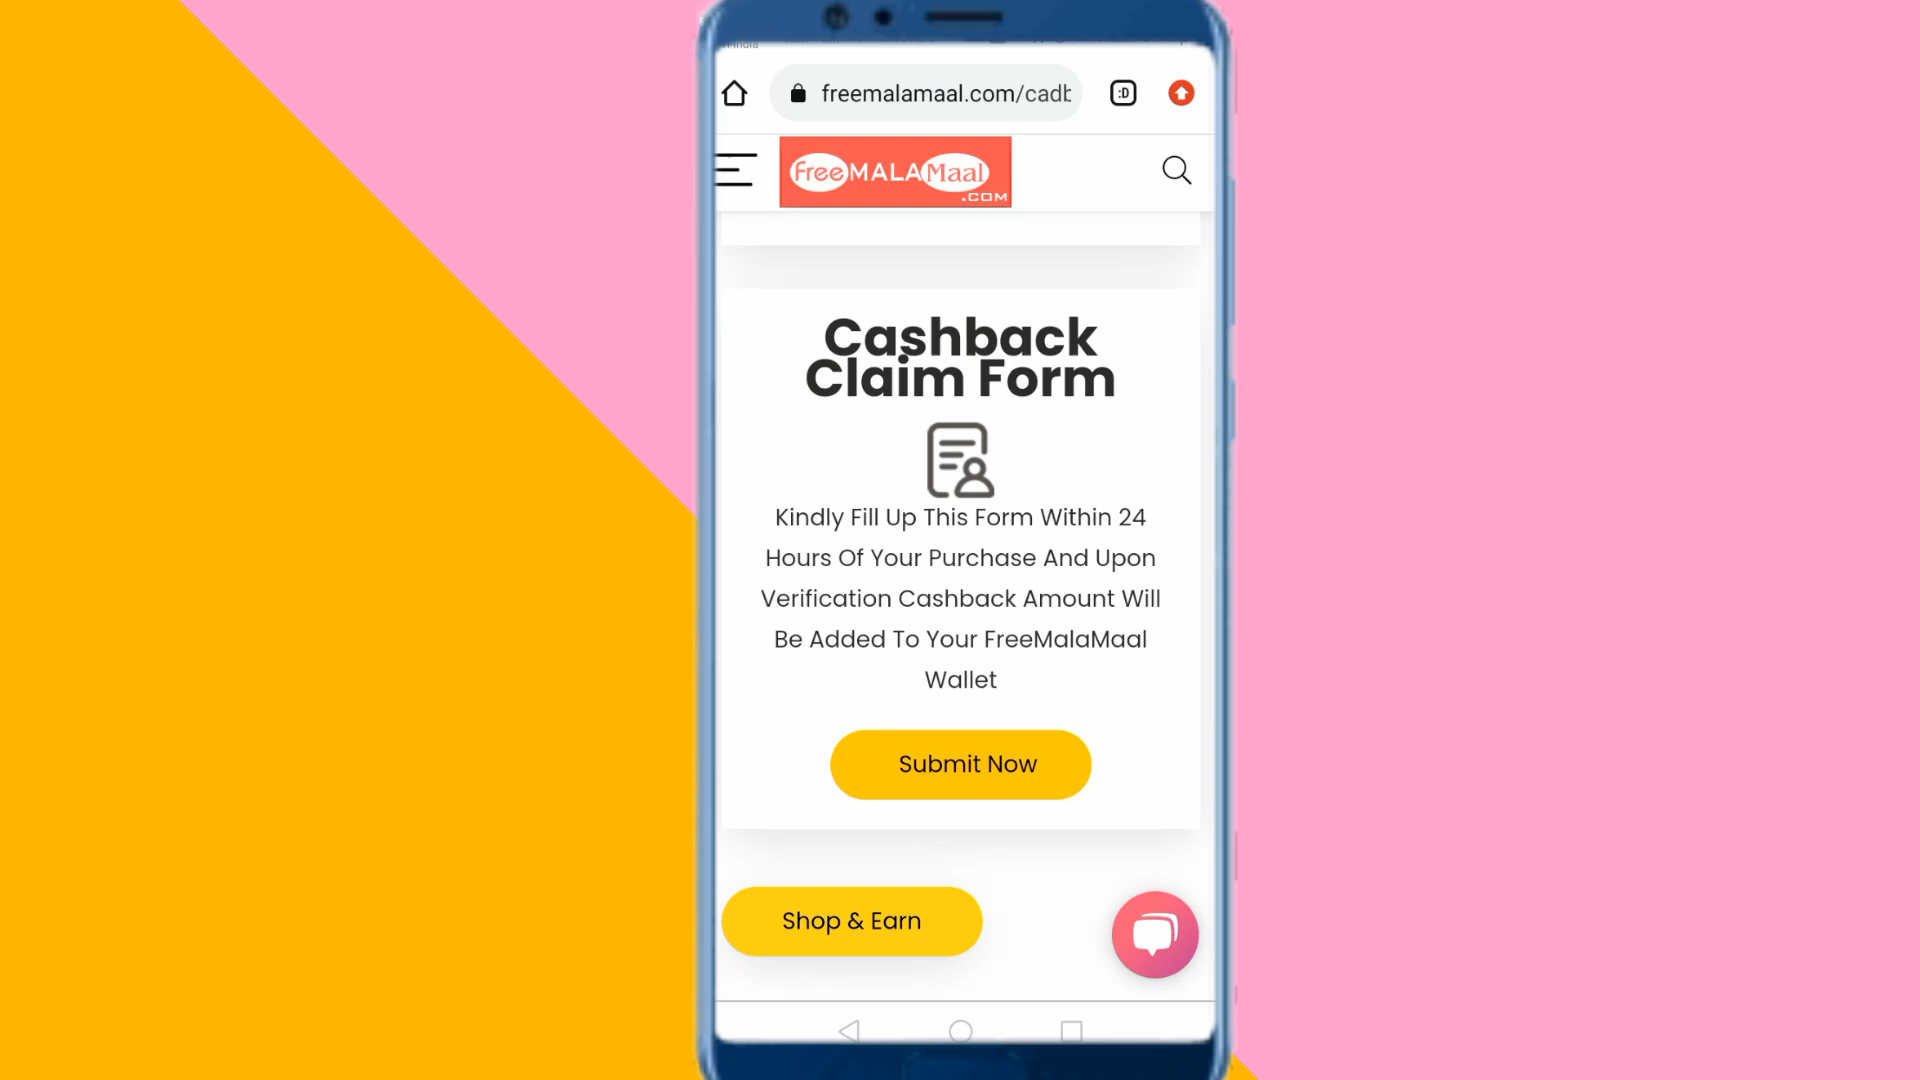 freemalamaal.com/cadb
:D
FreeMALAMaal
.COM
Cashback
Claim Form
Kindly Fill Up This Form Within 24
Hours Of Your Purchase And Upon
Verification Cashback Amount Will
Be Added To Your FreeMalaMaal
Wallet
Submit Now
Shop & Earn